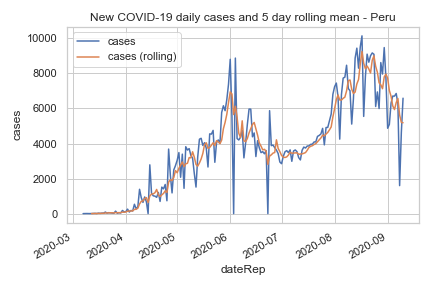 New COVID-19 daily cases and 5 day rolling mean - Peru
cases
cases (rolling)
10000
8000
6000
4000
2000
0
cases
2020-03
2020-04
2020-05
2020-06
2020-07
2020-08
2020-09
dateRep